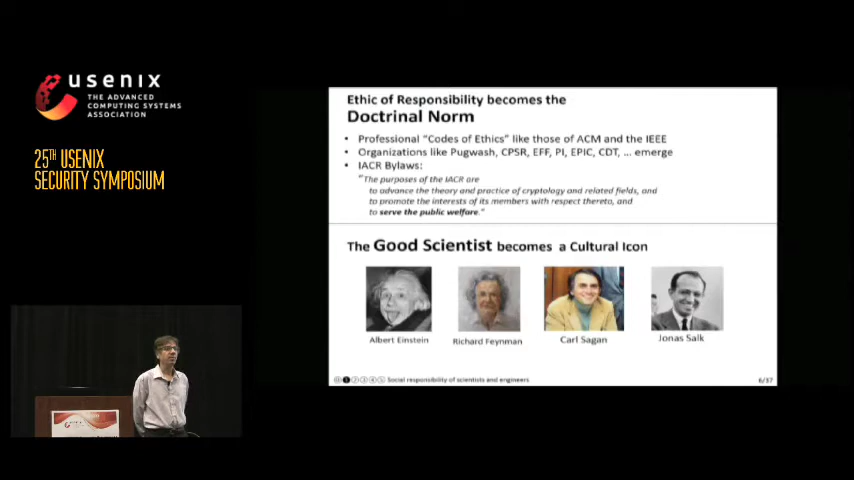 usenix
THE ADVANCED
COMPUTING SYSTEMS
ASSOCIATION
25TH USENIX
SECURITY SYMPOSIUM
Ethic of Responsibility becomes the
Doctrinal Norm
• Professional “Codes of Ethics” like those of ACM and the IEEE
• Organizations like Pugwash, CPSR, EFF, PI, EPIC, CDT, ... emerge
• IACR Bylaws:
“The purposes of the IACR are
to advance the theory and practice of cryptology and related fields, and
to promote the interests of its members with respect thereto, and
to serve the public welfare.”
The Good Scientist becomes a Cultural Icon
Albert Einstein
Richard Feynman
Carl Sagan
Jonas Salk
Social responsibility of scientists and engineers
6/37